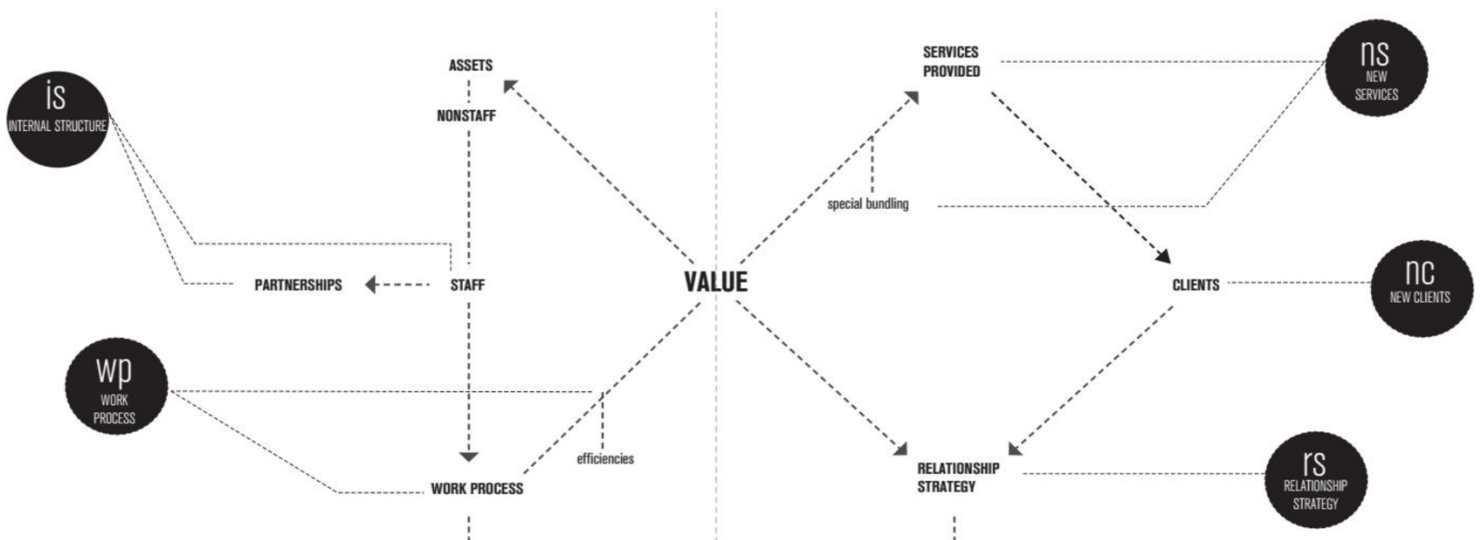 is
INTERNAL STRUCTURE
ASSETS
NONSTAFF
PARTNERSHIPS
STAFF
wp
WORK
PROCESS
efficiencies
WORK PROCESS
VALUE
SERVICES
PROVIDED
special bundling
CLIENTS
RELATIONSHIP
STRATEGY
ns
NEW
SERVICES
nc
NEW CLIENTS
rs
RELATIONSHIP
STRATEGY